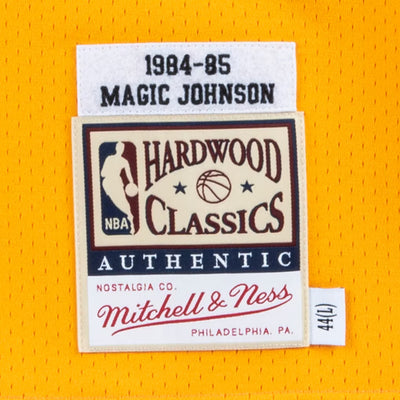 1984-85
MAGIC JOHNSON
HARDWOOD
NBA
CLASSICS
AUTHENTIC
NOSTALGIA CO.
Mitchell & Ness
PHILADELPHIA. PA.
44(L)